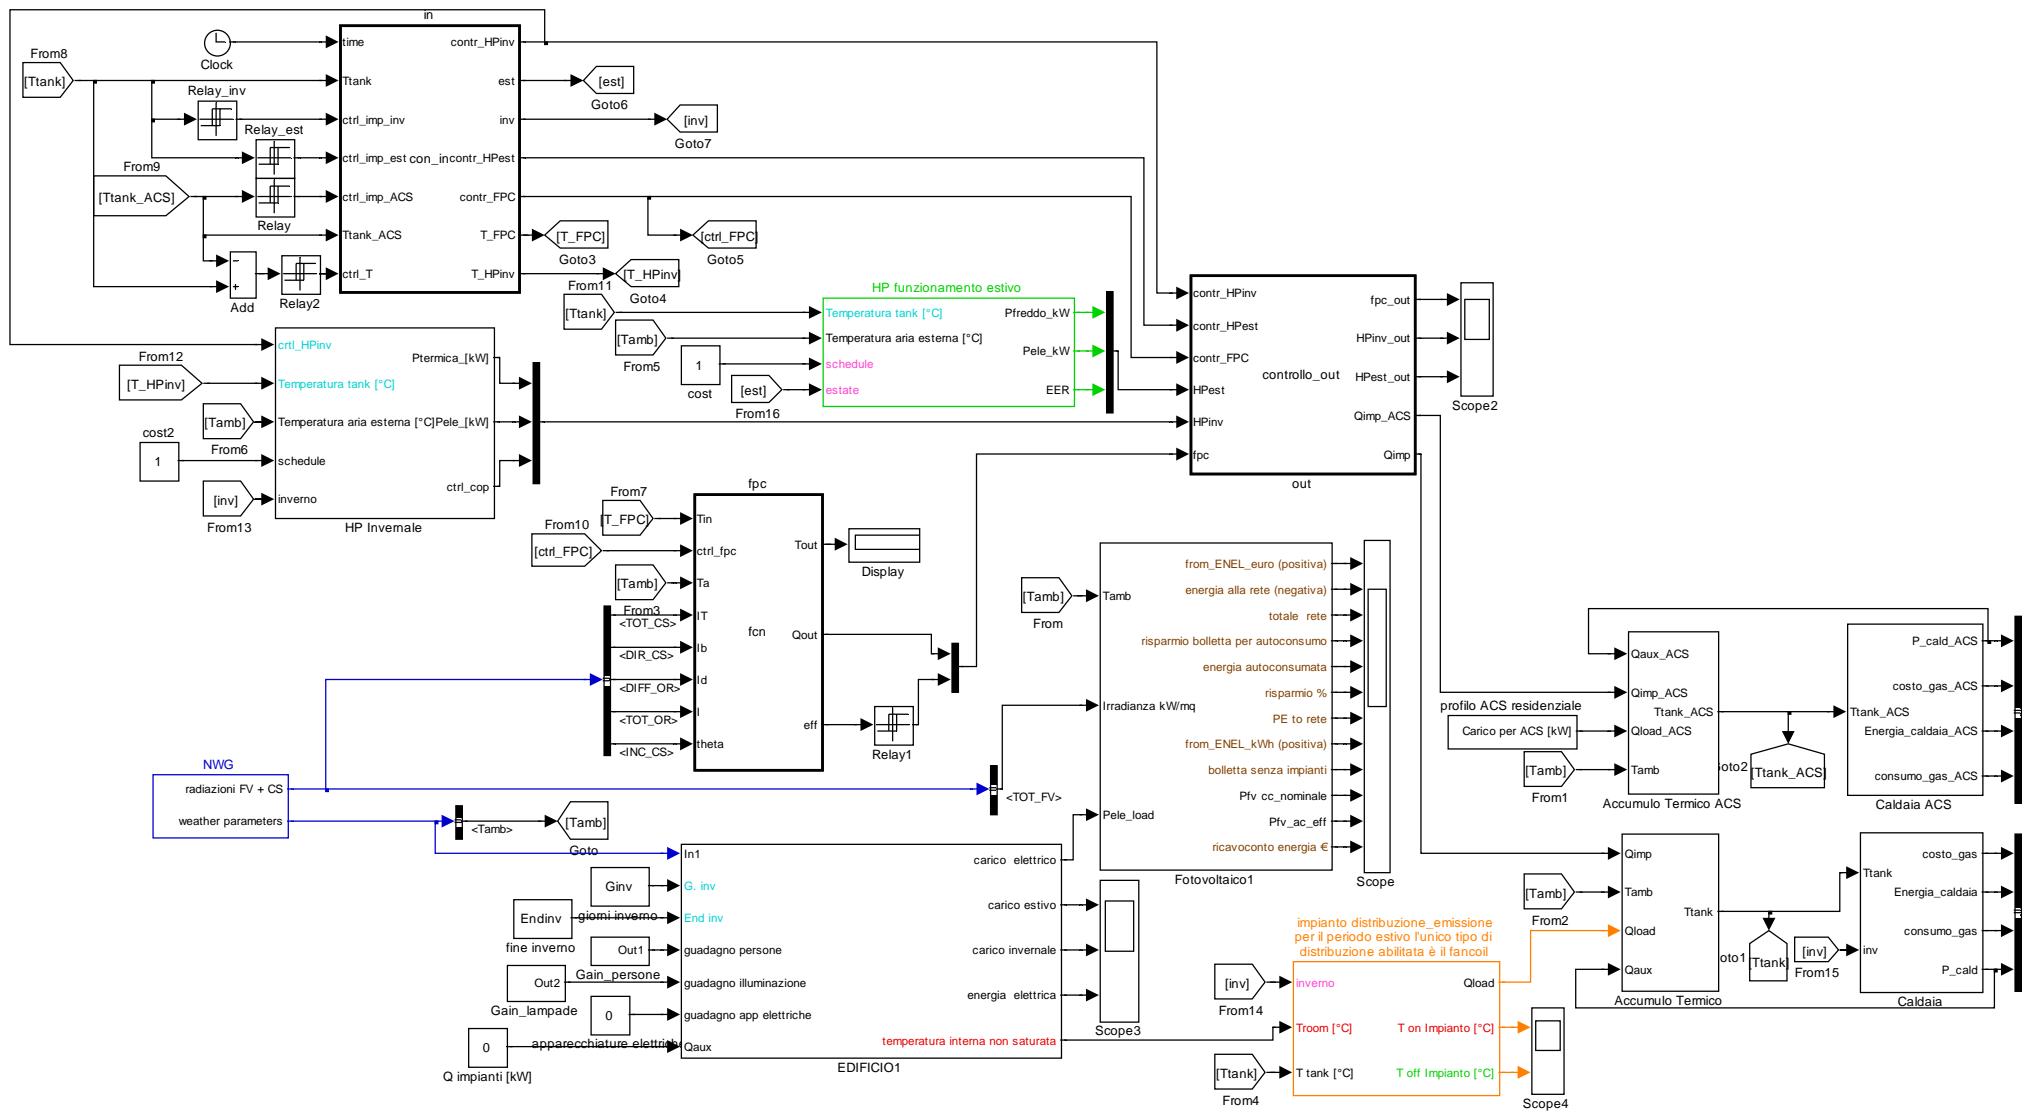 in
Clock
From8
[Ttank]
Relay_inv
Relay_est
From9
[Ttank_ACS]
Relay
Add
Relay2
time
Ttank
ctrl_imp_inv
ctrl_imp_est
ctrl_imp_ACS
Ttank_ACS
ctrl_T
con_in
contr_HPinv
est
inv
contr_HPest
contr_FPC
T_FPC
T_HPinv
[est]
Goto6
[inv]
Goto7
[T_FPC]
Goto3
[ctrl_FPC]
Goto5
[T_HPinv]
Goto4
From11
[Ttank]
[Tamb]
From5
1
cost
[est]
From16
HP funzionamento estivo
Temperatura tank [°C]
Temperatura aria esterna [°C]
schedule
estate
Pfreddo_kW
Pele_kW
EER
contr_HPinv
contr_HPest
contr_FPC
HPest
HPinv
fpc
controllo_out
fpc_out
HPinv_out
HPest_out
Qimp_ACS
Qimp
out
Scope2
From12
[T_HPinv]
[Tamb]
From6
cost2
1
[inv]
From13
crtl_HPinv
Temperatura tank [°C]
Temperatura aria esterna [°C]
schedule
inverno
Ptermica_[kW]
Pele_[kW]
ctrl_cop
HP Invernale
fpc
From7
[T_FPC]
From10
[ctrl_FPC]
[Tamb]
From3
<TOT_CS>
<DIR_CS>
<DIFF_OR>
<TOT_OR>
<INC_CS>
Tin
ctrl_fpc
Ta
IT
Ib
Id
I
theta
fcn
Tout
Qout
eff
Display
Relay1
NWG
radiazioni FV + CS
weather parameters
<Tamb>
[Tamb]
Goto
<TOT_FV>
[Tamb]
From
Tamb
Irradianza kW/mq
Pele_load
from_ENEL_euro (positiva)
energia alla rete (negativa)
totale  rete
risparmio bolletta per autoconsumo
energia autoconsumata
risparmio %
PE to rete
from_ENEL_kWh (positiva)
bolletta senza impianti
Pfv cc_nominale
Pfv_ac_eff
ricavoconto energia €
Fotovoltaico1
Scope
Ginv
giorni inverno
Endinv
fine inverno
Out1
Gain_persone
Out2
Gain_lampade
0
apparecchiature elettriche
0
Q impianti [kW]
In1
G. inv
End inv
guadagno persone
guadagno illuminazione
guadagno app elettriche
Qaux
carico  elettrico
carico estivo
carico invernale
energia  elettrica
temperatura interna non saturata
EDIFICIO1
Scope3
impianto distribuzione_emissione
per il periodo estivo l'unico tipo di
distribuzione abilitata è il fancoil
[inv]
From14
[Ttank]
From4
inverno
Troom [°C]
T tank [°C]
Qload
T on Impianto [°C]
T off Impianto [°C]
Scope4
profilo ACS residenziale
Carico per ACS [kW]
[Tamb]
From1
Qaux_ACS
Qimp_ACS
Qload_ACS
Tamb
Ttank_ACS
Accumulo Termico ACS
[Ttank_ACS]
Ttank_ACS
P_cald_ACS
costo_gas_ACS
Energia_caldaia_ACS
consumo_gas_ACS
Caldaia ACS
[Tamb]
From2
Qimp
Tamb
Qload
Qaux
Ttank
Accumulo Termico
[Ttank]
[inv]
From15
Ttank
inv
costo_gas
Energia_caldaia
consumo_gas
P_cald
Caldaia